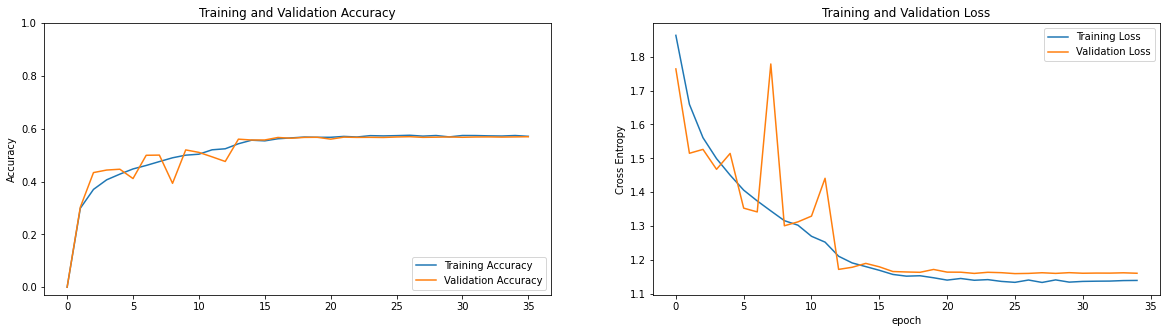 Training and Validation Accuracy
1.0
0.8
0.6
0.4
0.2
0.0
Accuracy
Training Accuracy
Validation Accuracy
0 5 10 15 20 25 30 35
Training and Validation Loss
Training Loss
Validation Loss
1.8
1.7
1.6
1.5
1.4
1.3
1.2
1.1
Cross Entropy
0 5 10 15 20 25 30 35
epoch